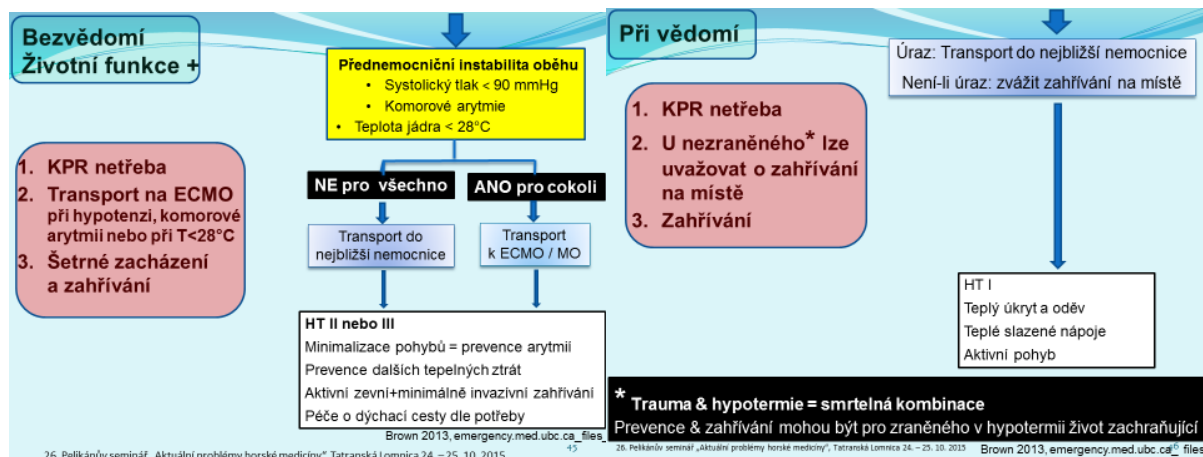 Bezvědomí
Životní funkce +
Přednemocniční instabilita oběhu
• Systolický tlak < 90 mmHg
• Komorové arytmie
• Teplota jádra < 28°C
1. KPR netřeba
2. Transport na ECMO
při hypotenzi, komorové
arytmii nebo při T<28°C
3. Šetrné zacházení
a zahřívání
NE pro všechno
ANO pro cokoli
Transport do
nejbližší nemocnice
Transport
k ECMO / MO
HT II nebo III
Minimalizace pohybů = prevence arytmií
Prevence dalších tepelných ztrát
Aktivní zevní+minimálně invazivní zahřívání
Péče o dýchací cesty dle potřeby
Brown 2013, emergency.med.ubc.ca_files_
26. Pelikánův seminář „Aktuální problémy horské medicíny", Tatranská Lomnica 24. – 25. 10. 2015
45
Při vědomí
Úraz: Transport do nejbližší nemocnice
Není-li úraz: zvážit zahřívání na místě
1. KPR netřeba
2. U nezraněného* lze
uvažovat o zahřívání
na místě
3. Zahřívání
HT I
Teplý úkryt a oděv
Teplé slazené nápoje
Aktivní pohyb
* Trauma & hypotermie = smrtelná kombinace
Prevence & zahřívání mohou být pro zraněného v hypotermii život zachraňující
26. Pelikánův seminář „Aktuální problémy horské medicíny", Tatranská Lomnica 24. – 25. 10. 2015
Brown 2013, emergency.med.ubc.ca_files